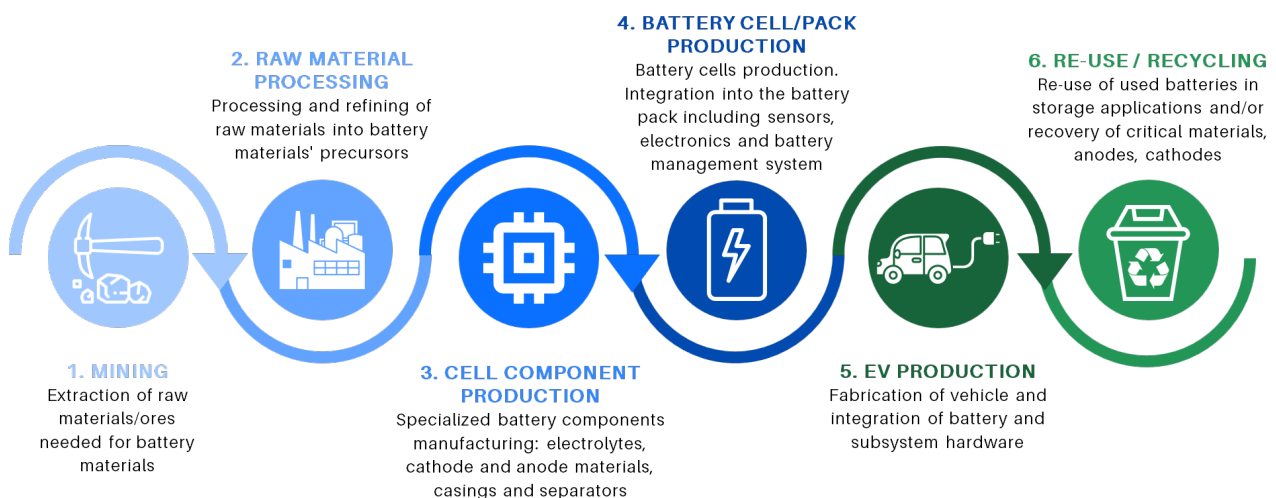 1. MINING
Extraction of raw
materials/ores
needed for battery
materials
2. RAW MATERIAL
PROCESSING
Processing and refining of
raw materials into battery
materials' precursors
3. CELL COMPONENT
PRODUCTION
Specialized battery components
manufacturing: electrolytes,
cathode and anode materials,
casings and separators
4. BATTERY CELL/PACK
PRODUCTION
Battery cells production.
Integration into the battery
pack including sensors,
electronics and battery
management system
5. EV PRODUCTION
Fabrication of vehicle and
integration of battery and
subsystem hardware
6. RE-USE / RECYCLING
Re-use of used batteries in
storage applications and/or
recovery of critical materials,
anodes, cathodes